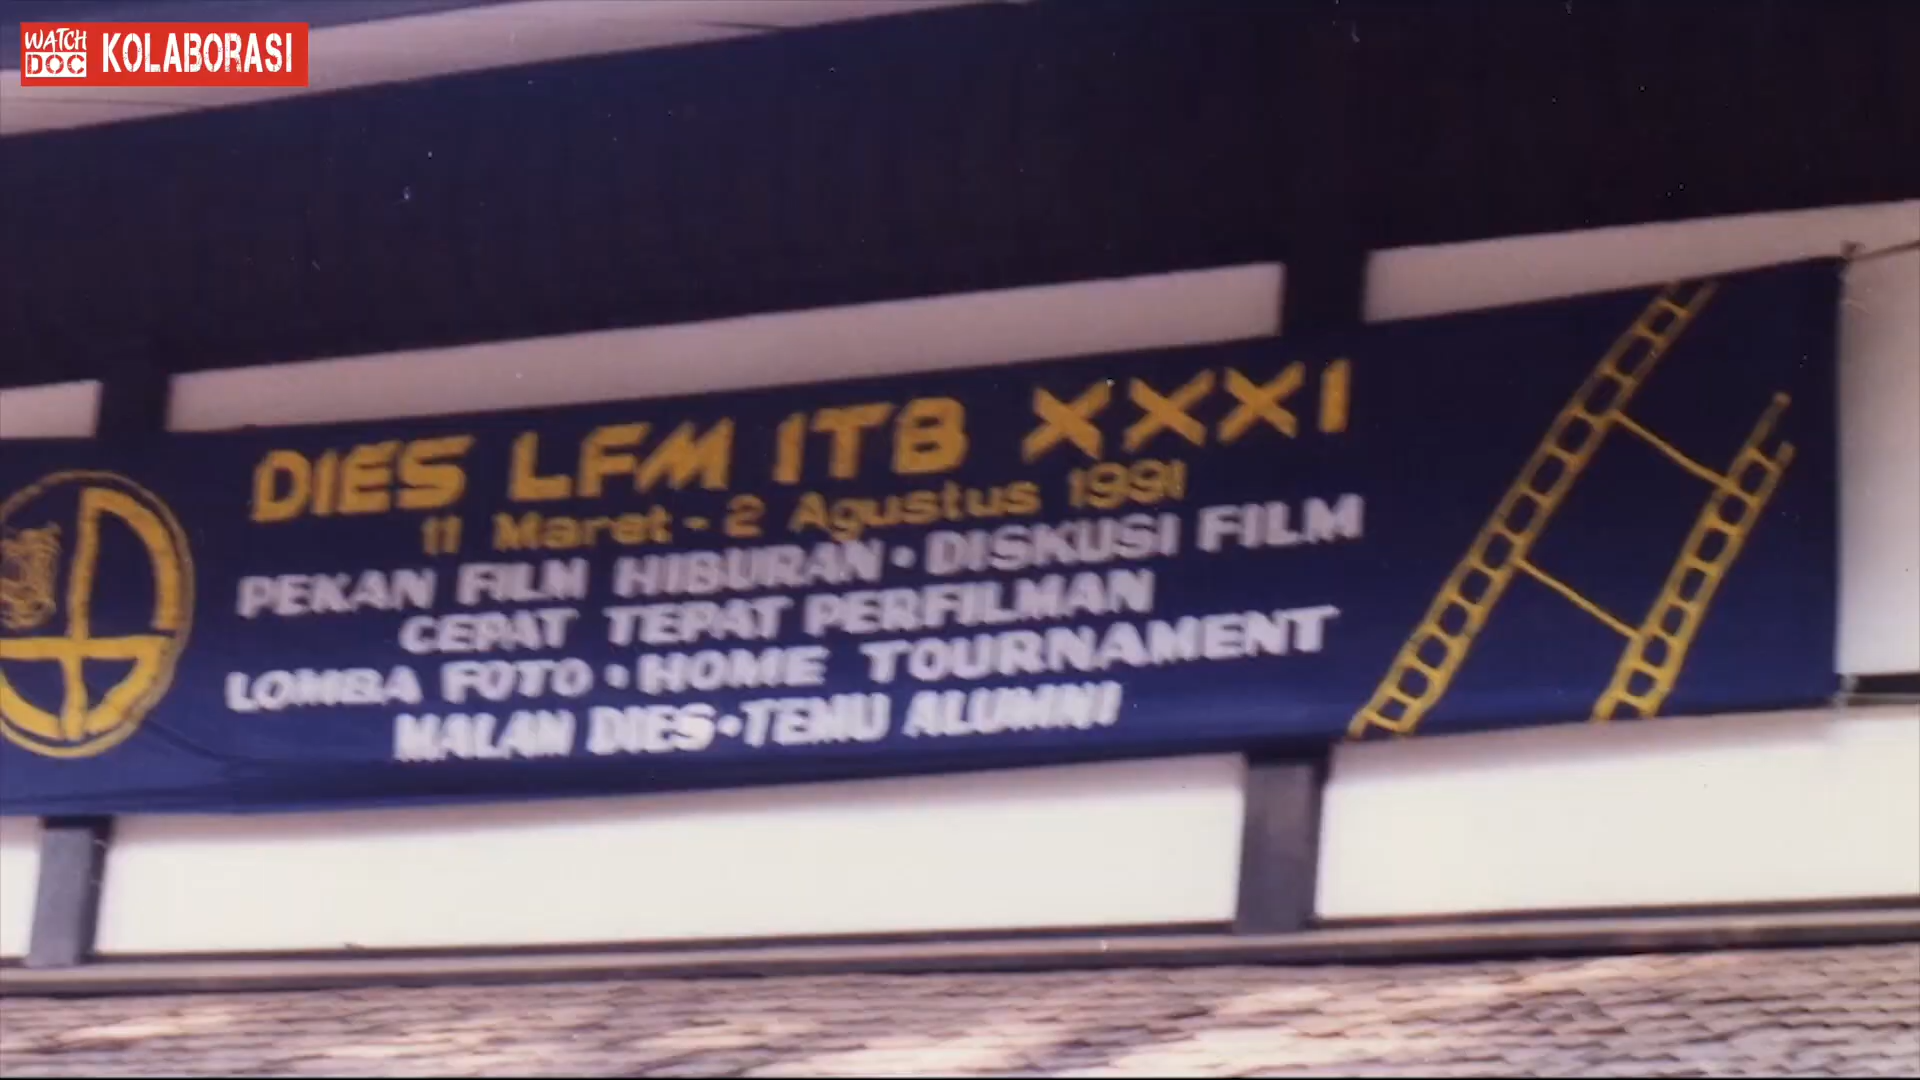 WATCH
DOC
KOLABORASI
DIES LFM ITB XXXI
11 Maret - 2 Agustus 1991
PEKAN FILM HIBURAN • DISKUSI FILM
CEPAT TEPAT PERFILMAN
LOMBA FOTO • HOME TOURNAMENT
MALAM DIES • TEMU ALUMNI